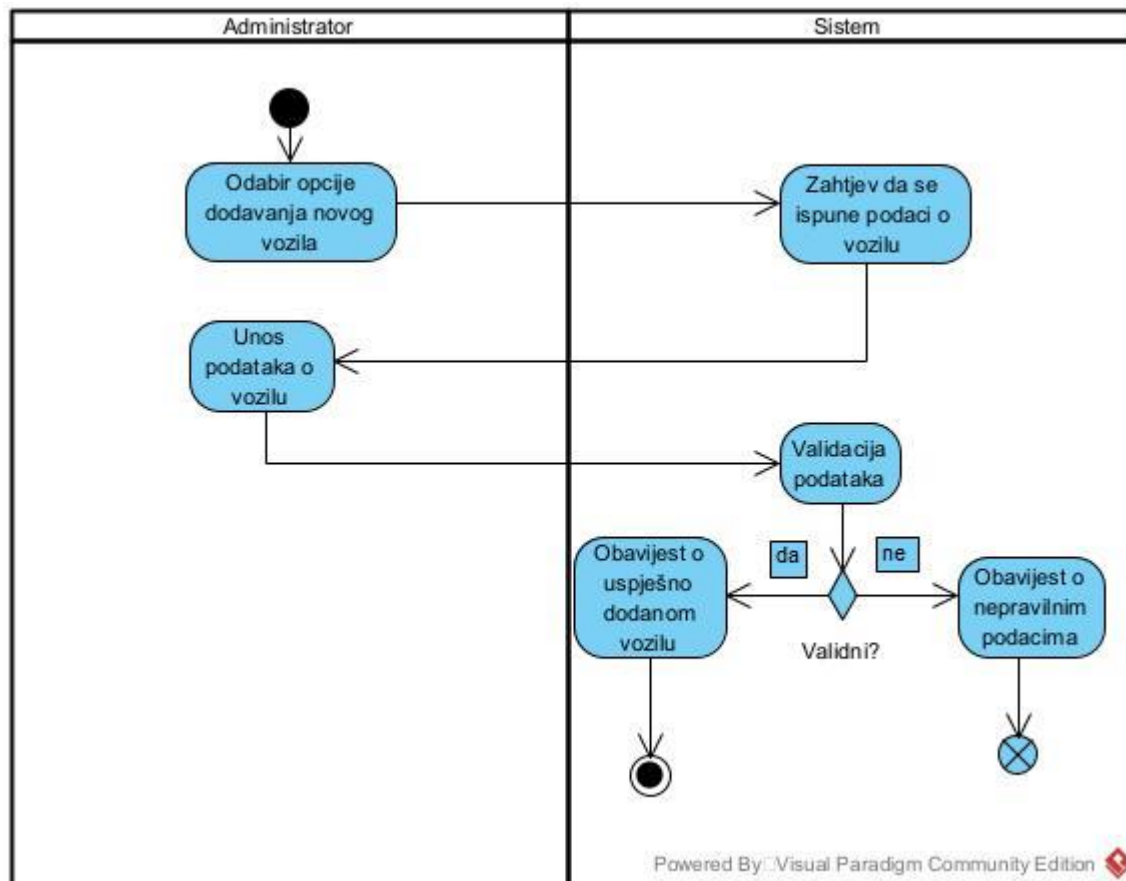 Administrator
Sistem
Odabir opcije
dodavanja novog
vozila
Zahtjev da se
ispune podaci o
vozilu
Unos
podataka o
vozilu
Validacija
podataka
da
ne
Obavijest o
uspješno
dodanom
vozilu
Obavijest o
nepravilnim
podacima
Validni?
Powered By Visual Paradigm Community Edition